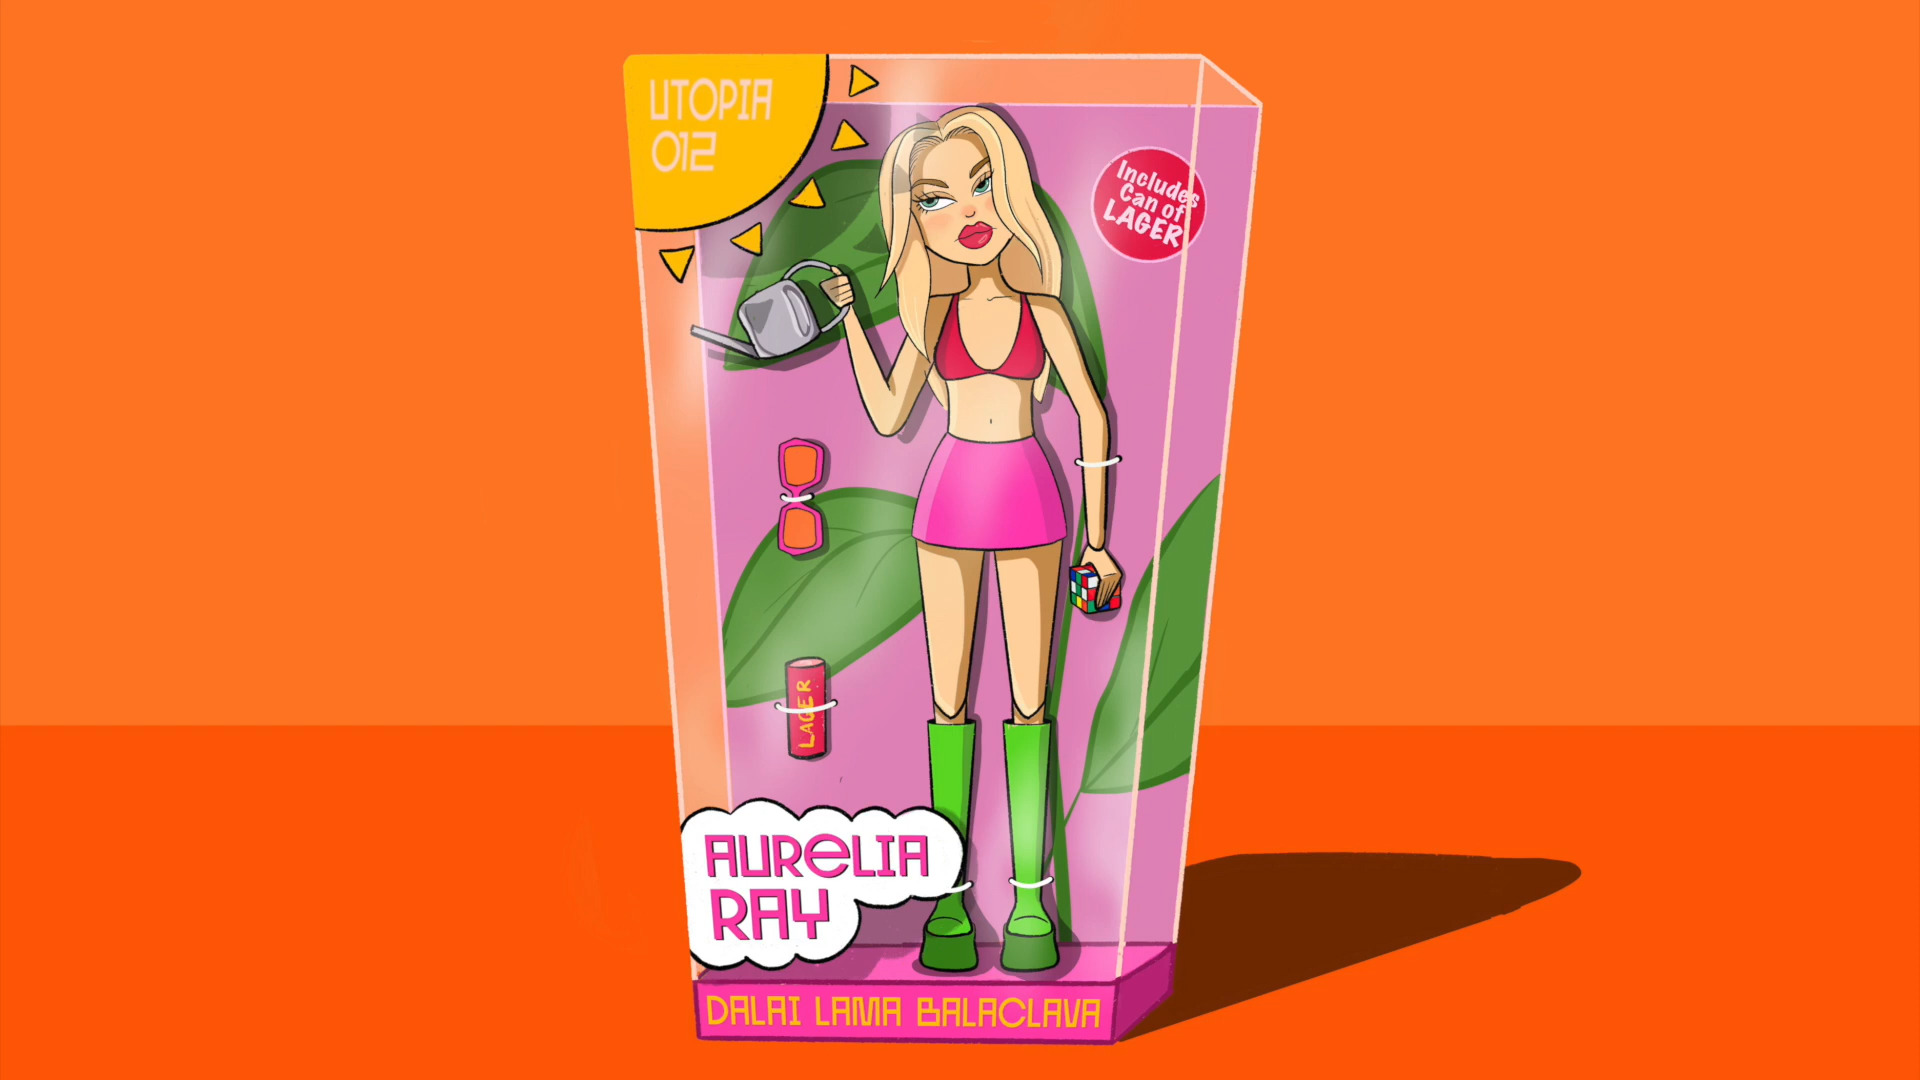 UTOPIA
012
Includes
Can of
LAGER
LAGER
AURELIA
RAY
DALAI LAMA BALACLAVA